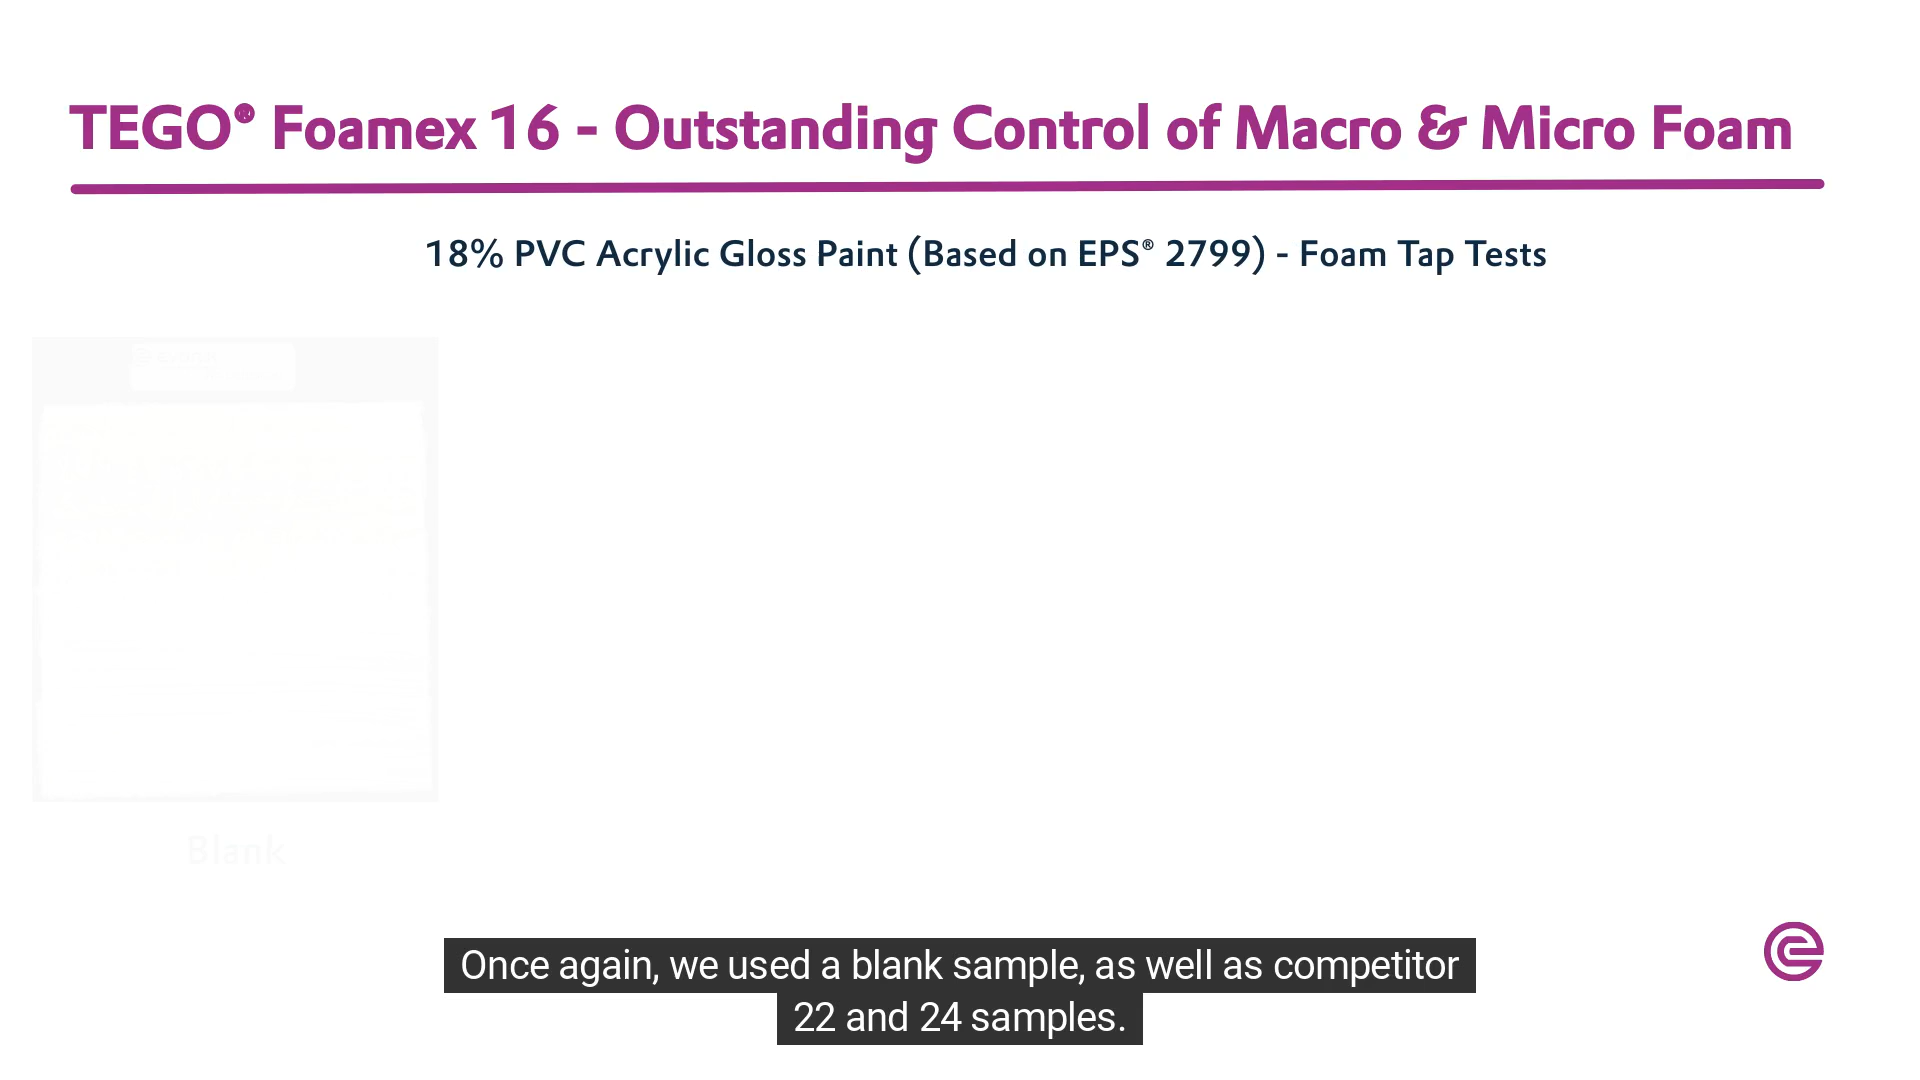 TEGO® Foamex 16 - Outstanding Control of Macro & Micro Foam
18% PVC Acrylic Gloss Paint (Based on EPS® 2799) - Foam Tap Tests
Blank
Once again, we used a blank sample, as well as competitor
22 and 24 samples.